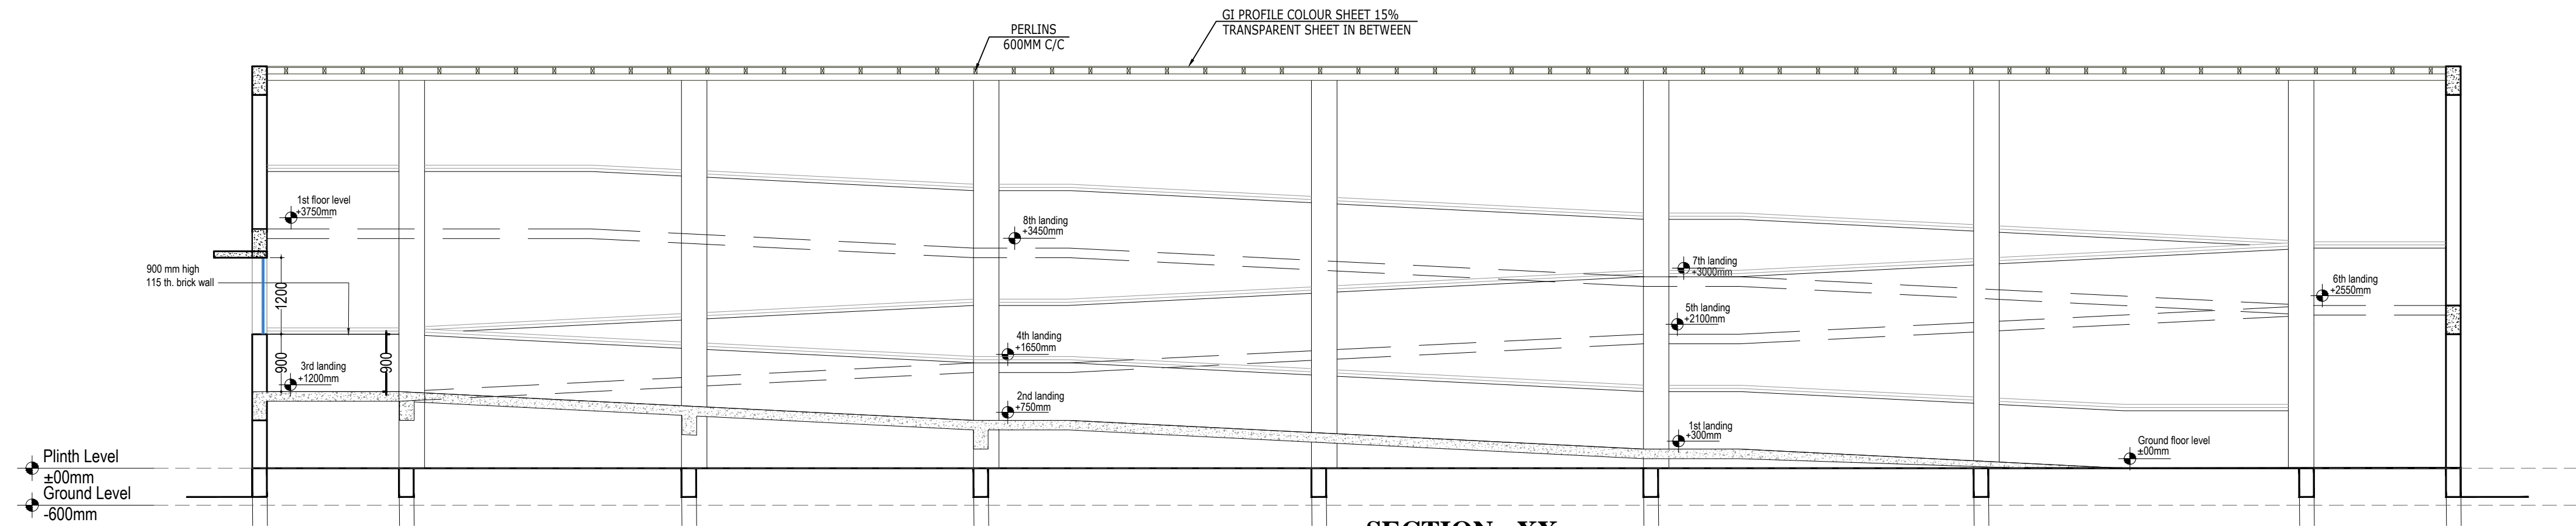 GI PROFILE COLOUR SHEET 15%
TRANSPARENT SHEET IN BETWEEN
PERLINS
600MM C/C
1st floor level
+3750mm
8th landing
+3450mm
7th landing
+3000mm
6th landing
+2550mm
900 mm high
115 th. brick wall
1200
5th landing
+2100mm
4th landing
+1650mm
900
900
3rd landing
+1200mm
2nd landing
+750mm
1st landing
+300mm
Ground floor level
±00mm
Plinth Level
±00mm
Ground Level
-600mm
SECTION - XX